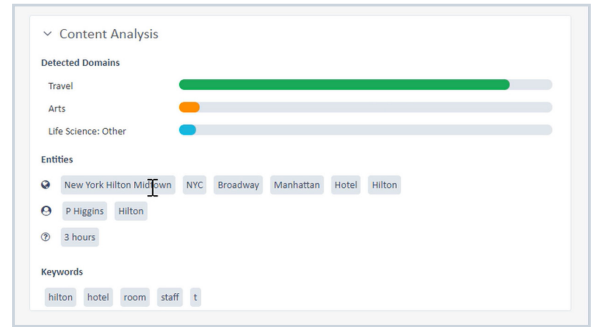 Content Analysis
Detected Domains
Travel
Arts
Life Science: Other
Entities
New York Hilton Midtown NYC Broadway Manhattan Hotel Hilton
P Higgins Hilton
3 hours
Keywords
hilton hotel room staff t